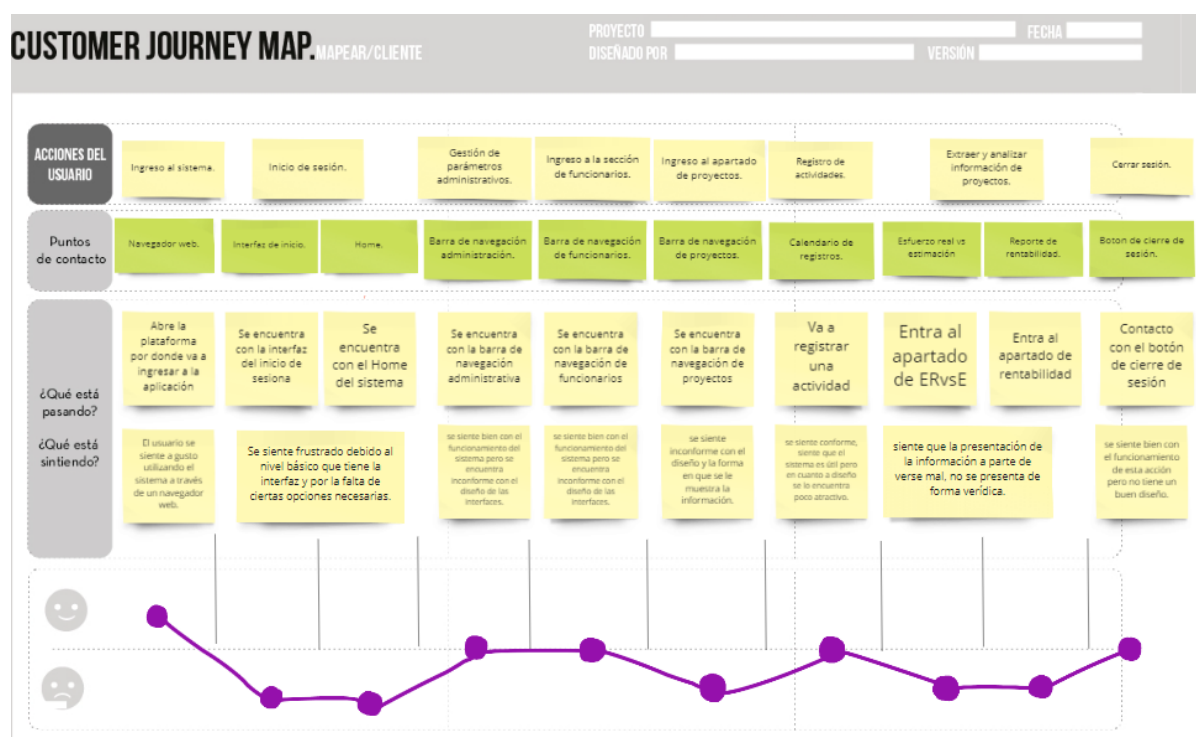 CUSTOMER JOURNEY MAP. MAPEAR/CLIENTE
PROYECTO
FECHA
DISEÑADO POR
VERSIÓN
ACCIONES DEL
USUARIO
Ingreso al sistema.
Inicio de sesión.
Gestión de
parámetros
administrativos.
Ingreso a la sección
de funcionarios.
Ingreso al apartado
de proyectos.
Registro de
actividades.
Extraer y analizar
información de
proyectos.
Cerrar sesión.
Puntos
de contacto
Navegador web.
Interfaz de inicio.
Home.
Barra de navegación
administración.
Barra de navegación
de funcionarios.
Barra de navegación
de proyectos.
Calendario de
registros.
Esfuerzo real vs
estimación
Reporte de
rentabilidad.
Boton de cierre de
sesión.
¿Qué está
pasando?
¿Qué está
sintiendo?
Abre la
plataforma
por donde va a
ingresar a la
aplicación
Se encuentra
con la interfaz
del inicio de
sesiona
Se
encuentra
con el Home
del sistema
Se encuentra
con la barra de
navegación
administrativa
Se encuentra
con la barra de
navegación de
funcionarios
Se encuentra
con la barra de
navegación de
proyectos
Va a
registrar
una
actividad
Entra al
apartado
de ERvsE
Entra al
apartado de
rentabilidad
Contacto
con el botón
de cierre de
sesión
El usuario se
siente a gusto
utilizando el
sistema a través
de un navegador
web.
Se siente frustrado debido al
nivel básico que tiene la
interfaz y por la falta de
ciertas opciones necesarias.
se siente bien con el
funcionamiento del
sistema pero se
encuentra
inconforme con el
diseño de las
interfaces.
se siente bien con el
funcionamiento del
sistema pero se
encuentra
inconforme con el
diseño de las
interfaces.
se siente
inconforme con el
diseño y la forma
en que se le
muestra la
información.
se siente conforme,
siente que el
sistema es útil pero
en cuanto a diseño
se lo encuentra
poco atractivo.
siente que la presentación de
la información a parte de
verse mal, no se presenta de
forma verídica.
se siente bien con
el funcionamiento
de esta acción
pero no tiene un
buen diseño.